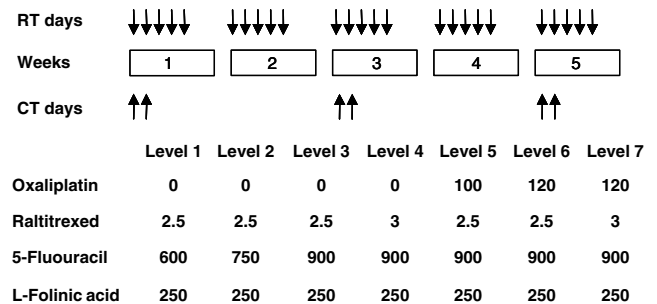 RT days
Weeks 1 2 3 4 5
CT days
Level 1 Level 2 Level 3 Level 4 Level 5 Level 6 Level 7
Oxaliplatin 0 0 0 0 100 120 120
Raltitrexed 2.5 2.5 2.5 3 2.5 2.5 3
5-Fluouracil 600 750 900 900 900 900 900
L-Folinic acid 250 250 250 250 250 250 250